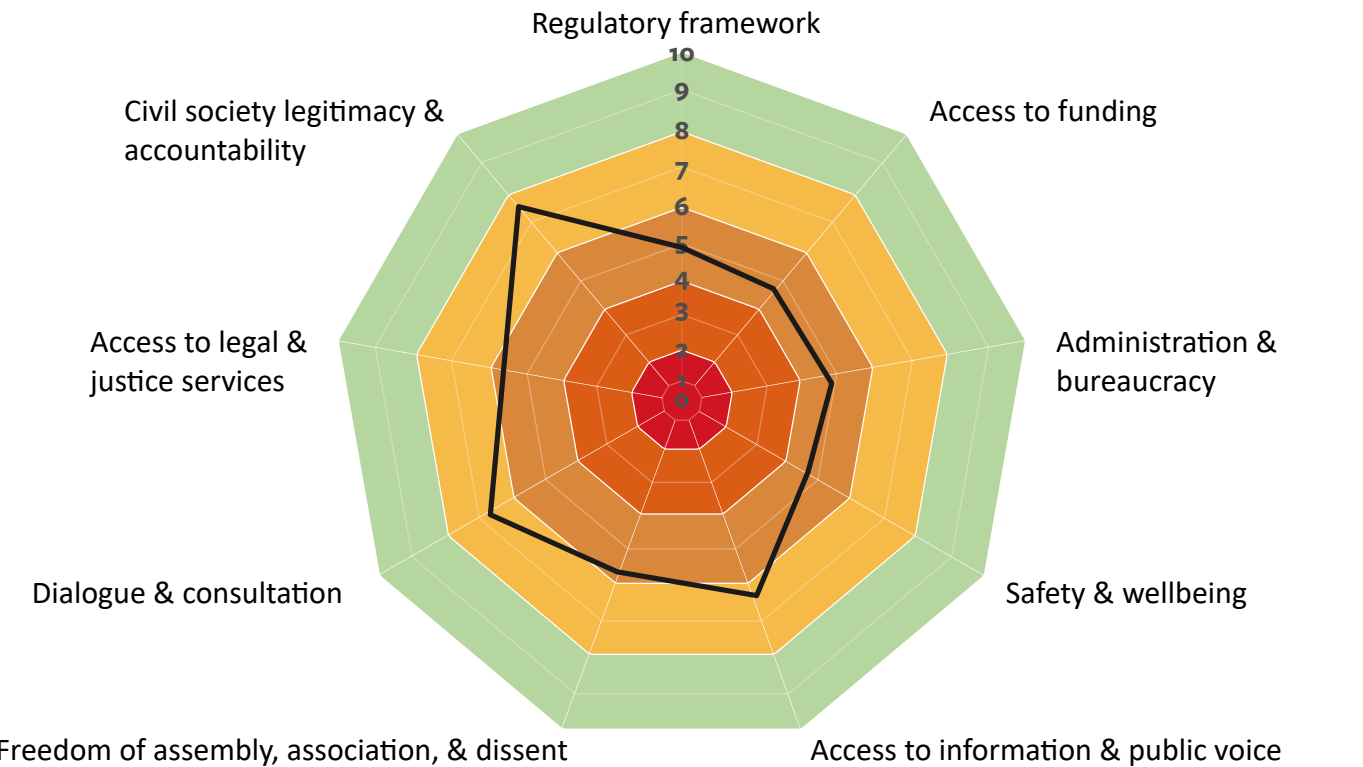 Regulatory framework
10
9
8
7
6
5
4
3
2
1
0
Access to funding
Administration &
bureaucracy
Safety & wellbeing
Access to information & public voice
Freedom of assembly, association, & dissent
Dialogue & consultation
Access to legal &
justice services
Civil society legitimacy &
accountability